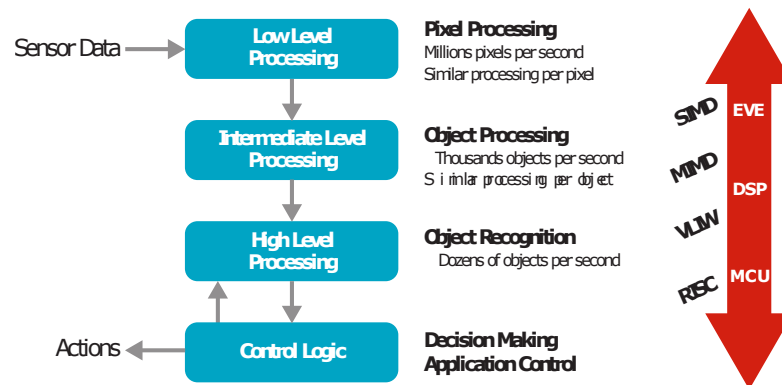 Sensor Data
Low Level
Processing
Pixel Processing
Millions pixels per second
Similar processing per pixel
Intermediate Level
Processing
Object Processing
Thousands objects per second
Similar processing per object
High Level
Processing
Object Recognition
Dozens of objects per second
Actions
Control Logic
Decision Making
Application Control
SIMD
MIMD
VLIW
RISC
EVE
DSP
MCU